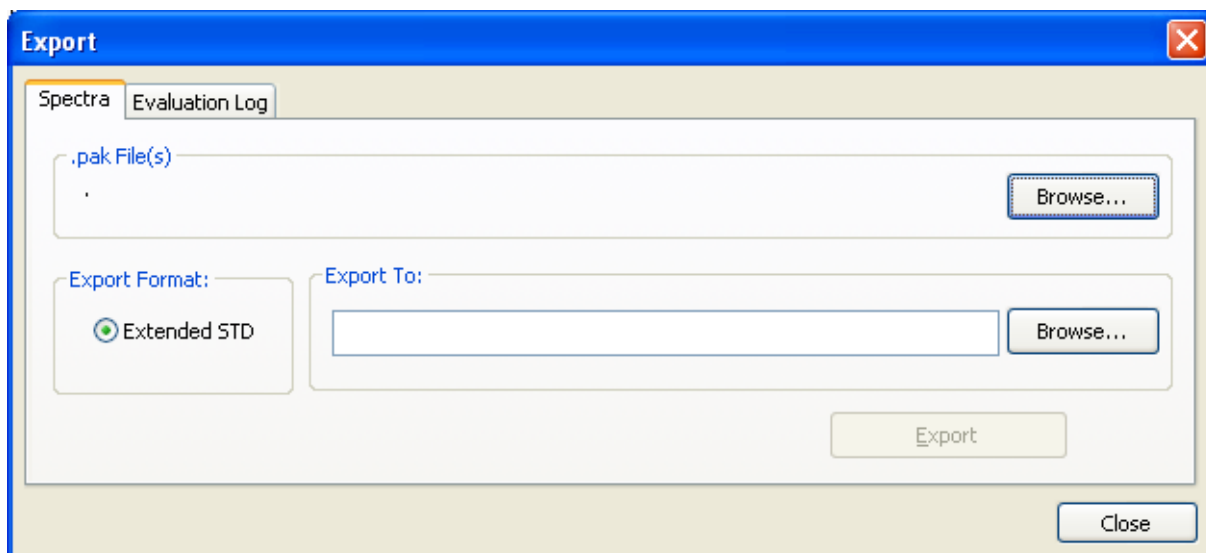 Export
Spectra Evaluation Log
.pak File(s)
.
Browse...
Export Format:
Export To:
Extended STD
Browse...
Export
Close